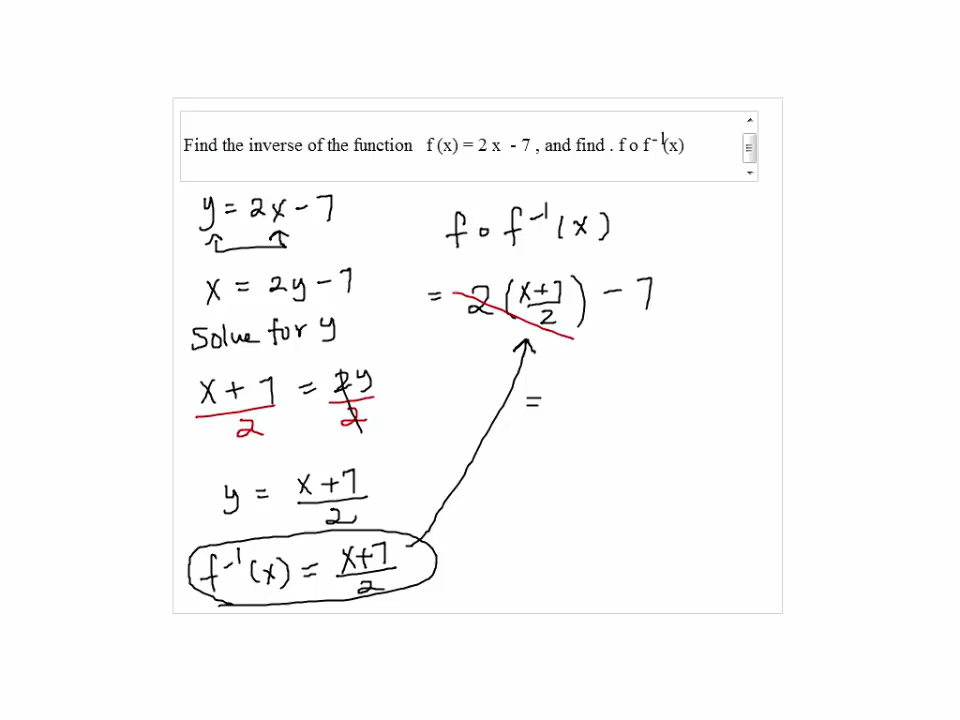 Find the inverse of the function f (x) = 2 x - 7 , and find . f o f⁻¹(x)
y = 2x - 7
x = 2y - 7
Solve for y
x + 7 = 2y
2 2
y = x + 7
2
f⁻¹(x) = x+7
2
f o f⁻¹(x)
= 2 (x+7
2) - 7
=